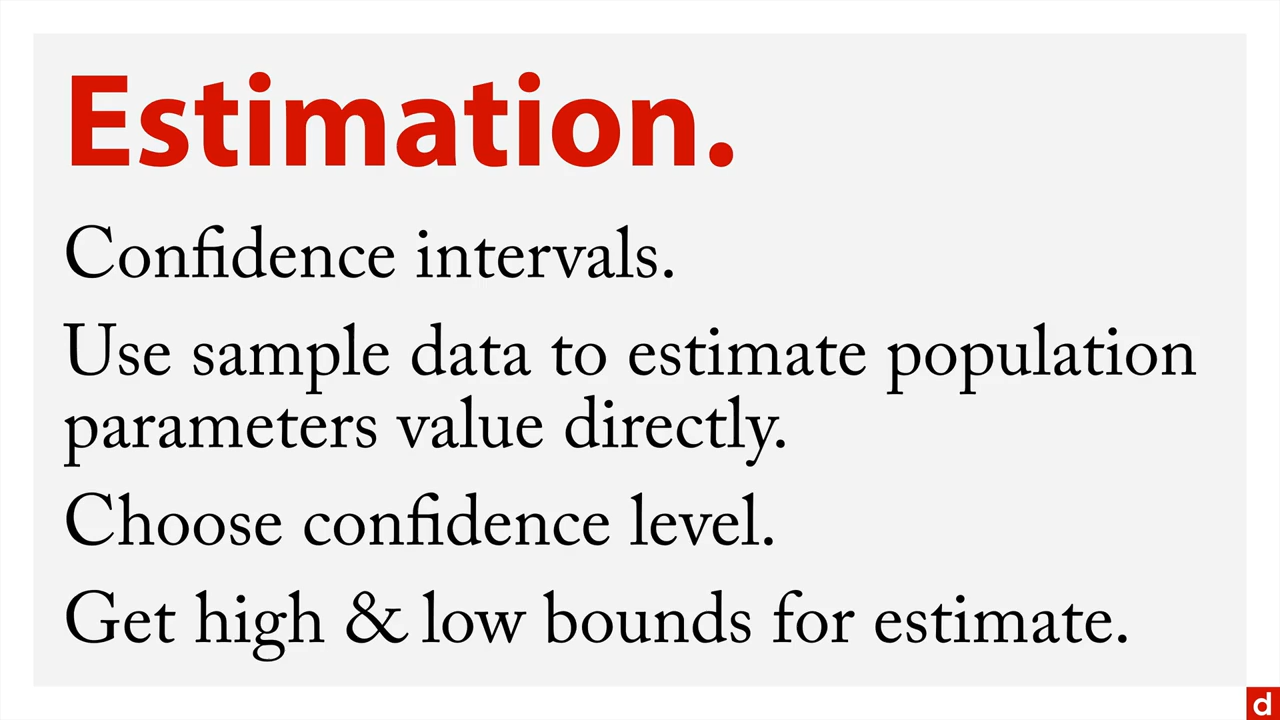 Estimation.
Confidence intervals.
Use sample data to estimate population
parameters value directly.
Choose confidence level.
Get high & low bounds for estimate.
d